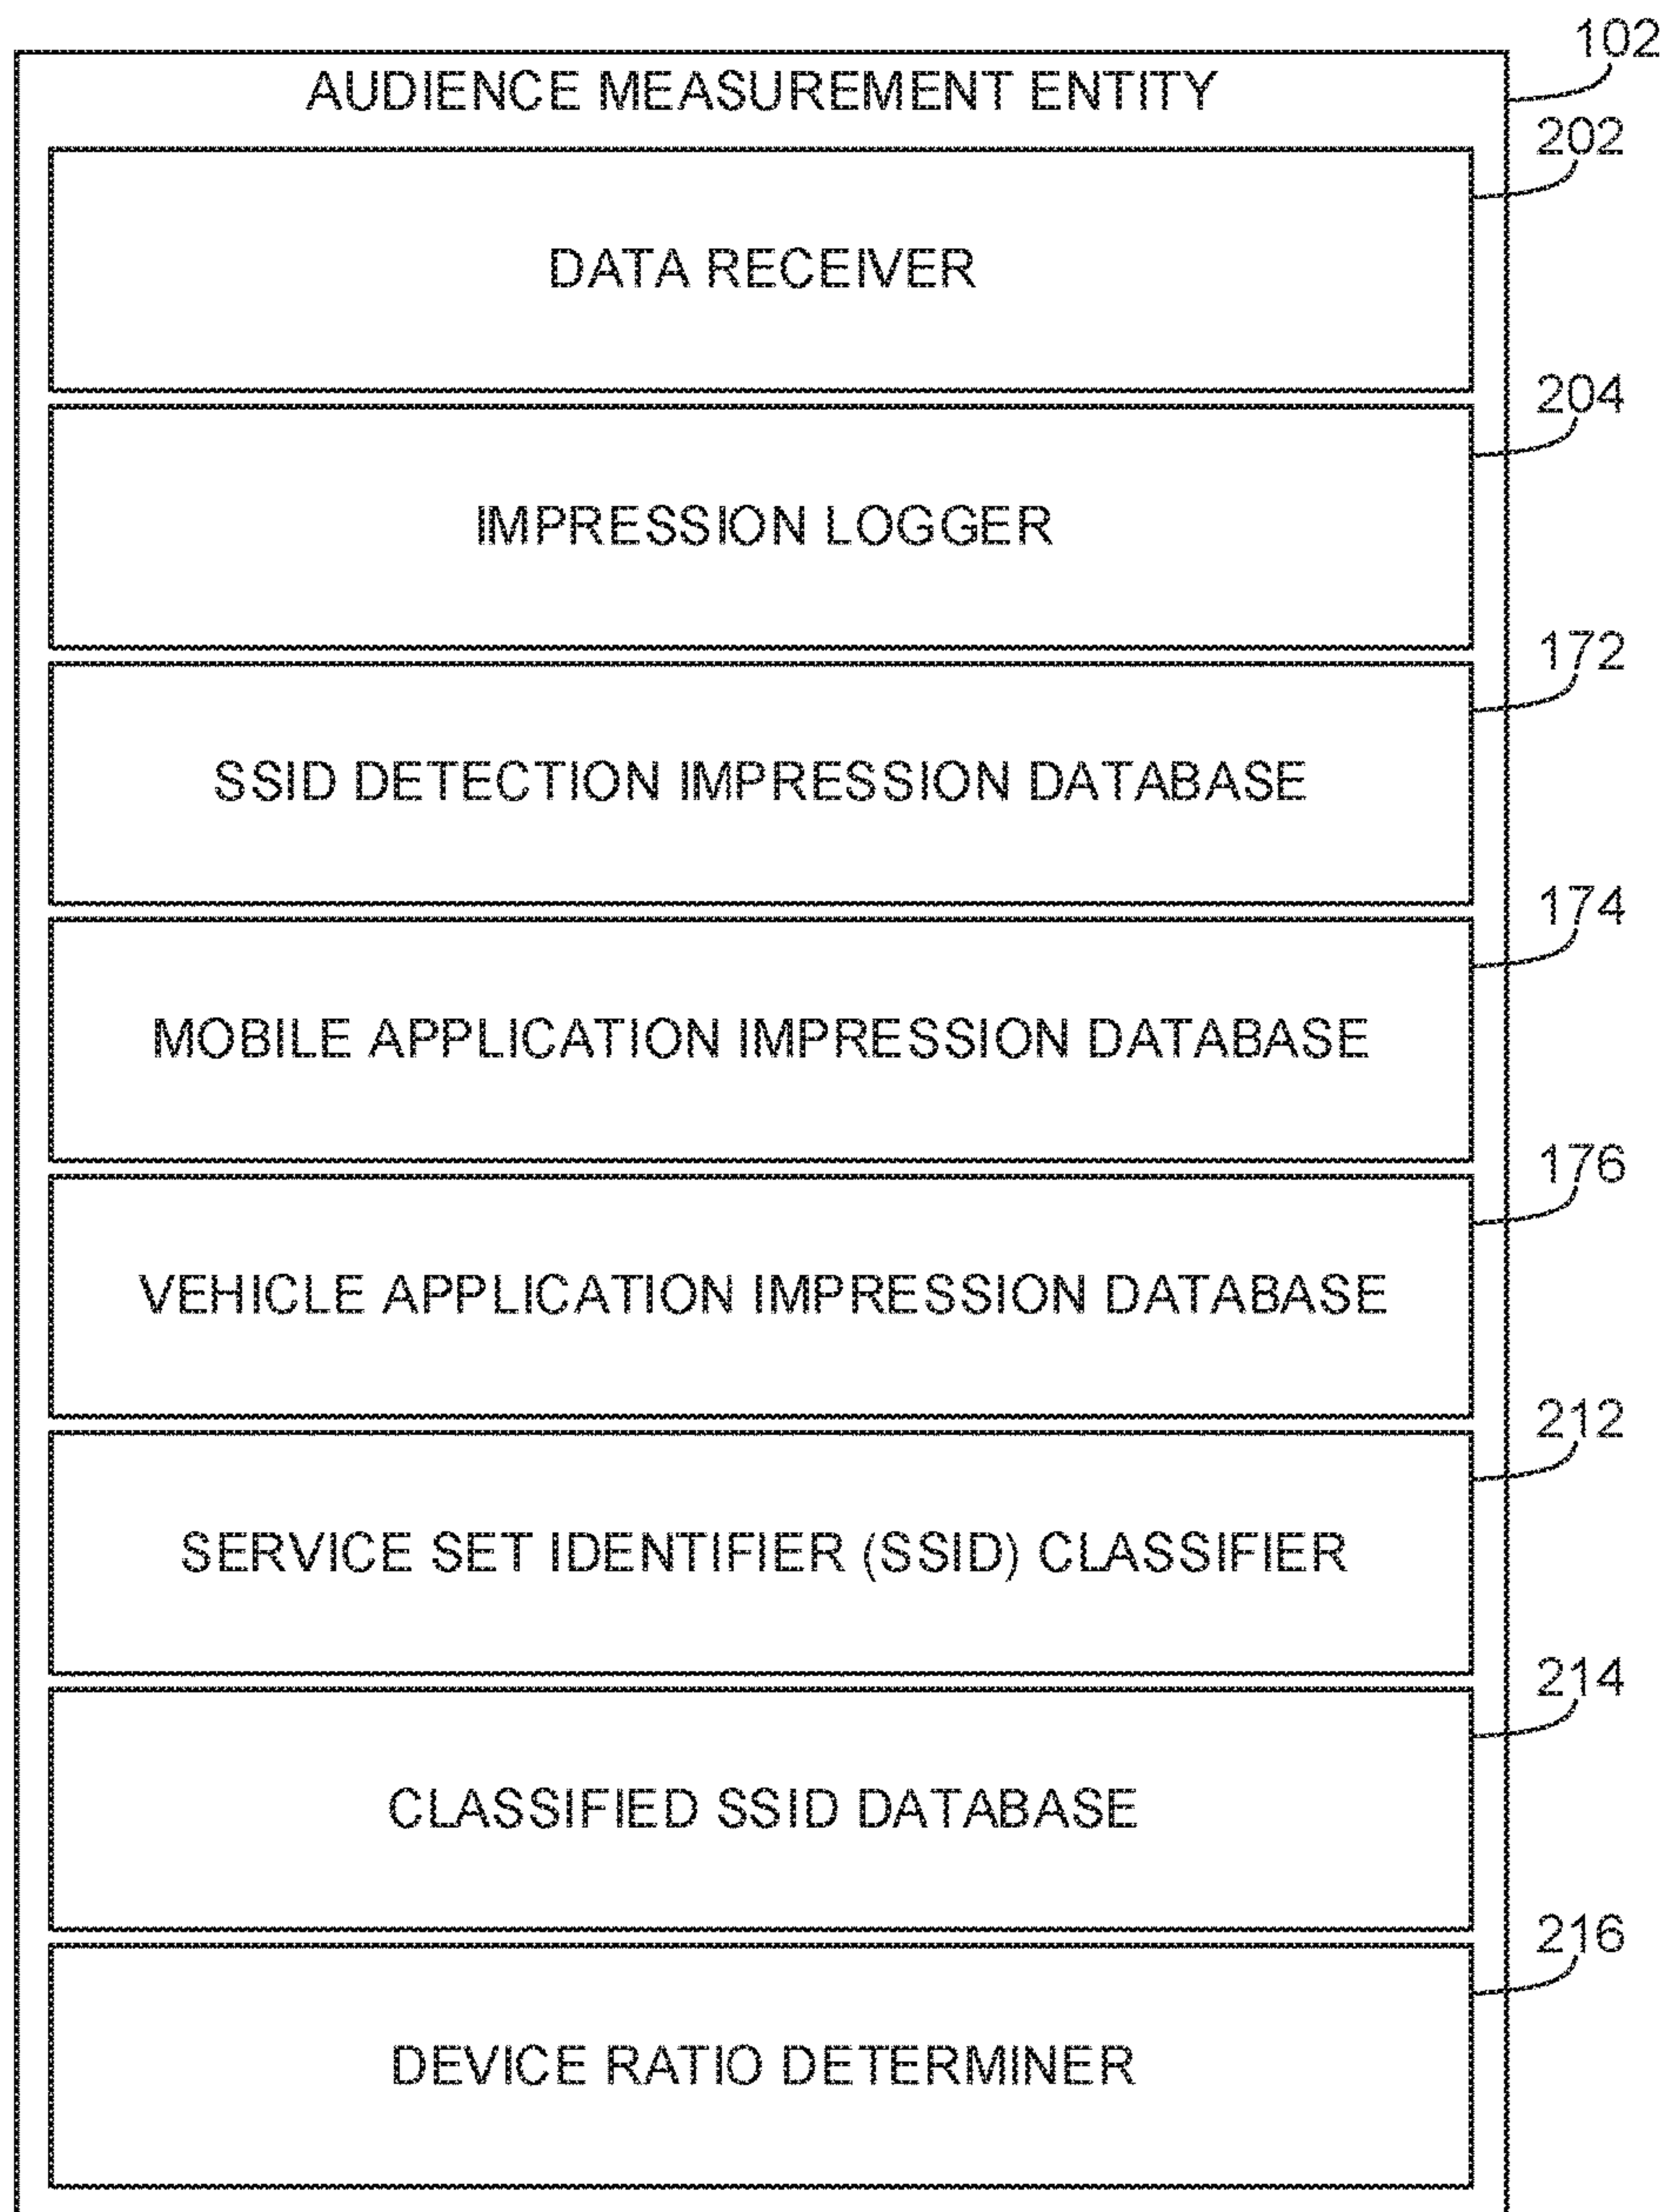 102
AUDIENCE MEASUREMENT ENTITY
202
DATA RECEIVER
204
IMPRESSION LOGGER
172
SSID DETECTION IMPRESSION DATABASE
174
MOBILE APPLICATION IMPRESSION DATABASE
176
VEHICLE APPLICATION IMPRESSION DATABASE
212
SERVICE SET IDENTIFIER (SSID) CLASSIFIER
214
CLASSIFIED SSID DATABASE
216
DEVICE RATIO DETERMINER